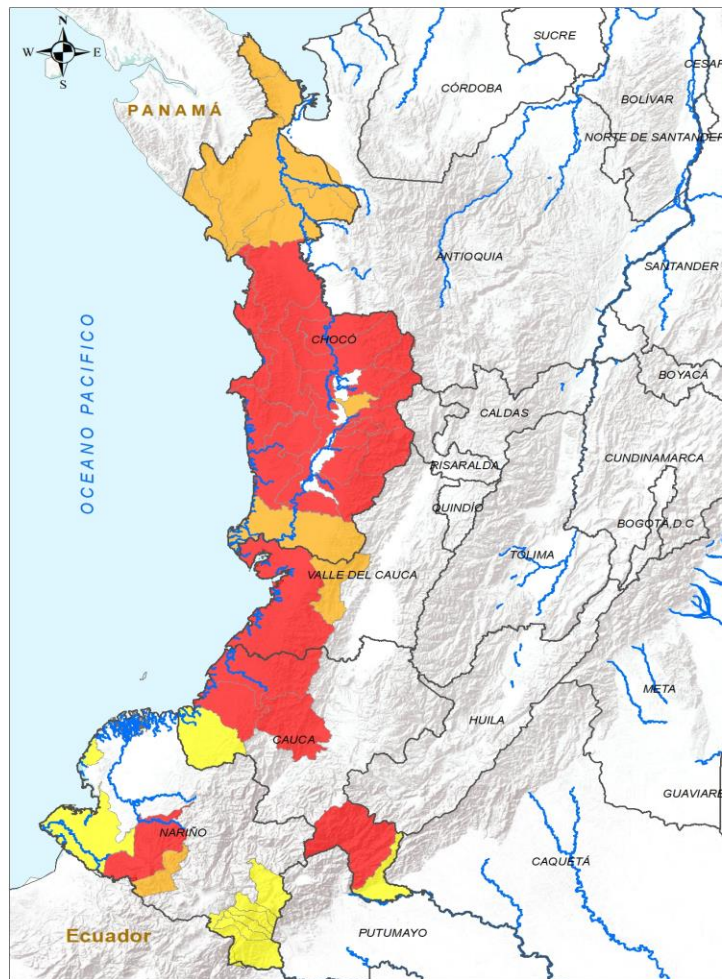 N
W E
S
PANAMÁ
SUCRE
CÓRDOBA
CESAR
BOLÍVAR
NORTE DE SANTANDER
ANTIOQUIA
SANTANDER
OCEANO PACIFICO
CHOCÓ
BOYACÁ
CALDAS
CUNDINAMARCA
RISARALDA
QUINDÍO
BOGOTÁ, D.C
TOLIMA
VALLE DEL CAUCA
META
HUILA
CAUCA
GUAVIARE
NARIÑO
CAQUETÁ
PUTUMAYO
Ecuador